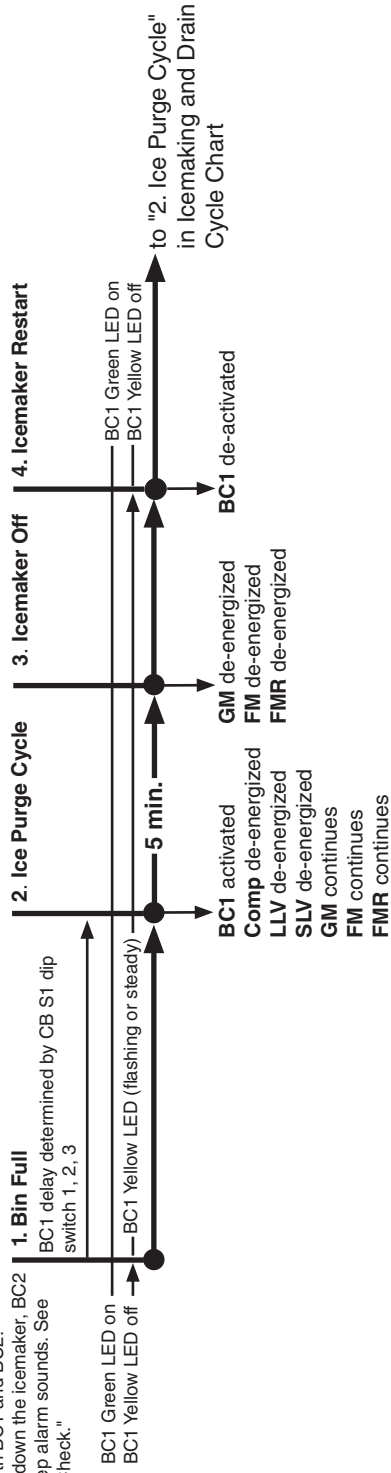 down the icemaker, BC2
ep alarm sounds. See
heck."
1. Bin Full
BC1 delay determined by CB S1 dip
switch 1, 2, 3
2. Ice Purge Cycle
3. Icemaker Off
4. Icemaker Restart
BC1 Green LED on
BC1 Yellow LED off
BC1 Yellow LED (flashing or steady)
BC1 Green LED on
BC1 Yellow LED off
5 min.
to "2. Ice Purge Cycle"
in Icemaking and Drain
Cycle Chart
BC1 activated
Comp de-energized
LLV de-energized
SLV de-energized
GM continues
FM continues
FMR continues
GM de-energized
FM de-energized
FMR de-energized
BC1 de-activated